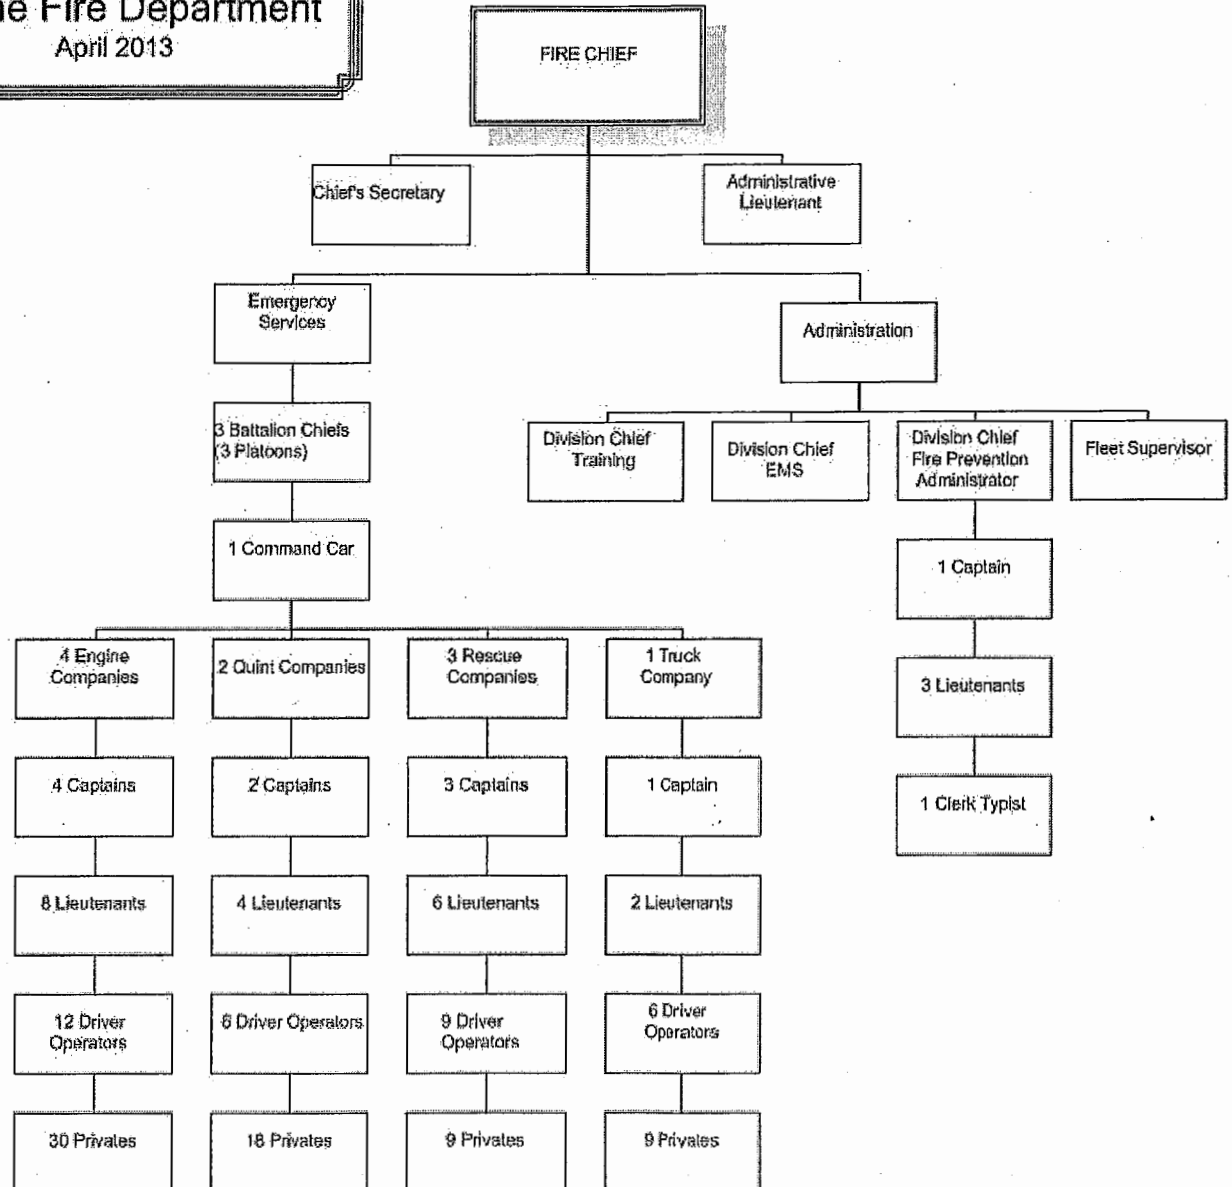 ne Fire Department
April 2013
FIRE CHIEF
Chief's Secretary
Administrative
Lieutenant
Emergency
Services
Administration
3 Battalion Chiefs
(3 Platoons)
Division Chief
Training
Division Chief
EMS
Division Chief
Fire Prevention
Administrator
Fleet Supervisor
1 Command Car
1 Captain
4 Engine
Companies
2 Quint Companies
3 Rescue
Companies
1 Truck
Company
3 Lieutenants
4 Captains
2 Captains
3 Captains
1 Captain
1 Clerk Typist
8 Lieutenants
4 Lieutenants
6 Lieutenants
2 Lieutenants
12 Driver
Operators
6 Driver Operators
9 Driver
Operators
6 Driver
Operators
30 Privates
18 Privates
9 Privates
9 Privates